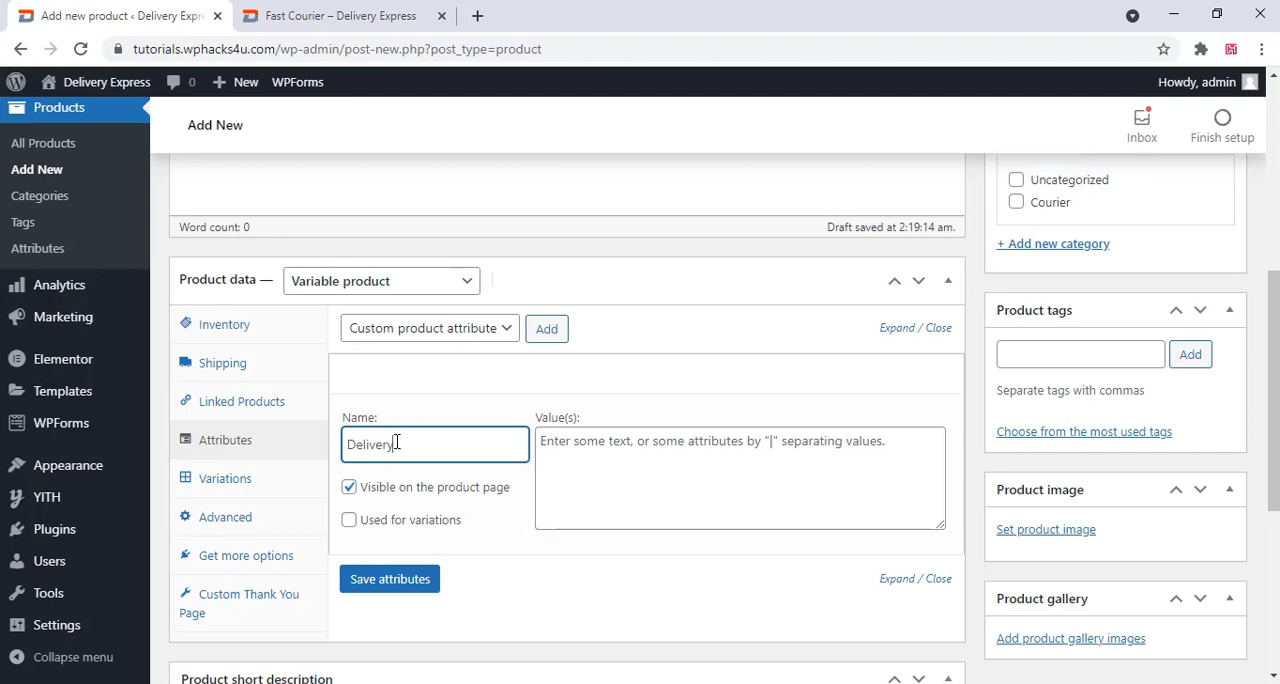 Add new product ‹ Delivery Expre
Fast Courier – Delivery Express
tutorials.wphacks4u.com/wp-admin/post-new.php?post_type=product
Delivery Express
0
New
WPForms
Howdy, admin
Products
All Products
Add New
Categories
Tags
Attributes
Analytics
Marketing
Elementor
Templates
WPForms
Appearance
YITH
Plugins
Users
Tools
Settings
Collapse menu
Add New
Inbox
Finish setup
Word count: 0
Draft saved at 2:19:14 am.
Product data —
Variable product
Inventory
Shipping
Linked Products
Attributes
Variations
Advanced
Get more options
Custom Thank You
Page
Custom product attribute
Add
Expand / Close
Name:
Value(s):
Delivery
Enter some text, or some attributes by "|" separating values.
Visible on the product page
Used for variations
Save attributes
Expand / Close
Product short description
Uncategorized
Courier
+ Add new category
Product tags
Add
Separate tags with commas
Choose from the most used tags
Product image
Set product image
Product gallery
Add product gallery images